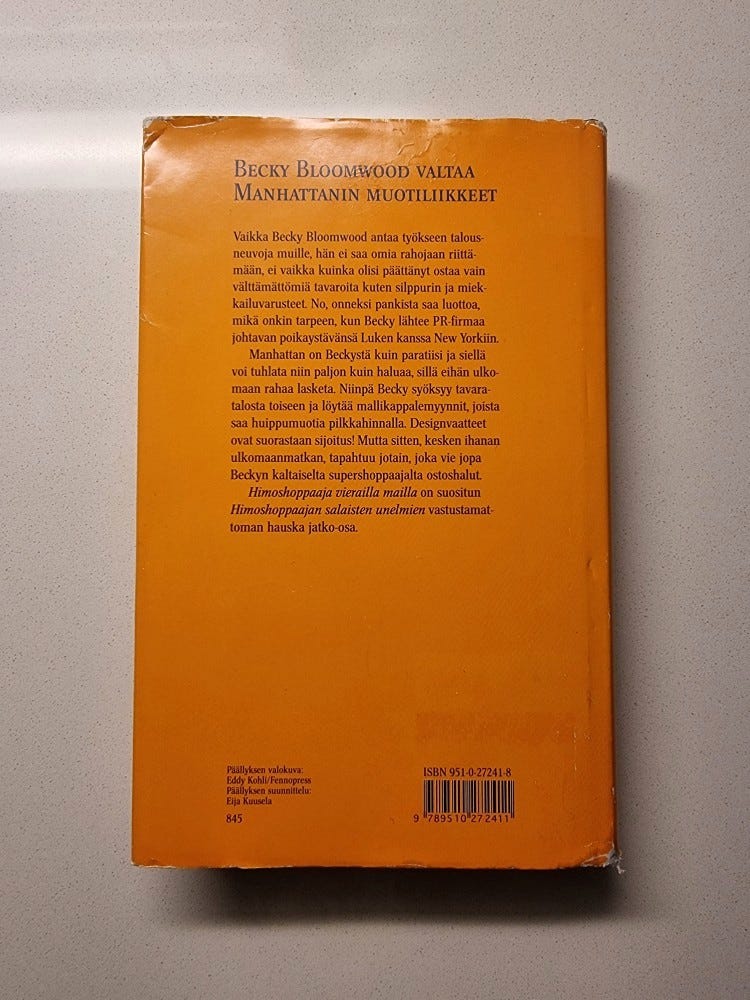 BECKY BLOOMWOOD VALTAA
MANHATTANIN MUOTILIIKKEET
Vaikka Becky Bloomwood antaa työkseen talous-
neuvoja muille, hän ei saa omia rahojaan riittä-
mään, ei vaikka kuinka olisi päättänyt ostaa vain
välttämättömiä tavaroita kuten silppurin ja miek-
kailuvarusteet. No, onneksi pankista saa luottoa,
mikä onkin tarpeen, kun Becky lähtee PR-firmaa
johtavan poikaystävänsä Luken kanssa New Yorkiin.
Manhattan on Beckystä kuin paratiisi ja siellä
voi tuhlata niin paljon kuin haluaa, sillä eihän ulko-
maan rahaa lasketa. Niinpä Becky syöksyy tavara-
talosta toiseen ja löytää mallikappalemyynnit, joista
saa huippumuotia pilkkahinnalla. Designvaatteet
ovat suorastaan sijoitus! Mutta sitten, kesken ihanan
ulkomaanmatkan, tapahtuu jotain, joka vie jopa
Beckyn kaltaiselta supershoppaajalta ostoshalut.
Himoshoppaaja vierailla mailla on suositun
Himoshoppaajan salaisten unelmien vastustamat-
toman hauska jatko-osa.
Päällyksen valokuva:
Eddy Kohli/Fennopress
Päällyksen suunnittelu:
Eija Kuusela
845
ISBN 951-0-27241-8
9 789510 272411